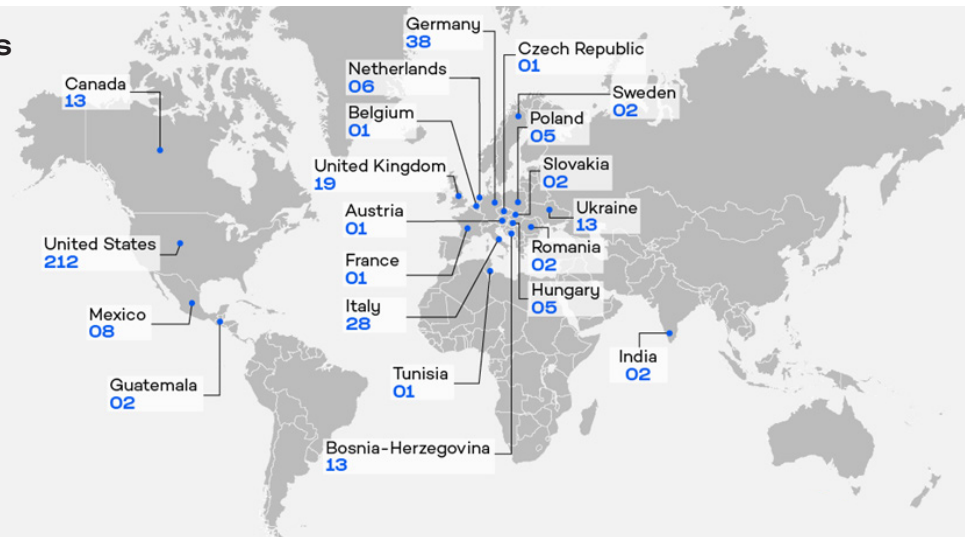 s
Germany
38
Czech Republic
01
Netherlands
06
Canada
13
Sweden
02
Belgium
01
Poland
05
United Kingdom
19
Slovakia
02
Austria
01
Ukraine
13
United States
212
Romania
02
France
01
Hungary
05
Italy
28
Mexico
08
India
02
Tunisia
01
Guatemala
02
Bosnia-Herzegovina
13